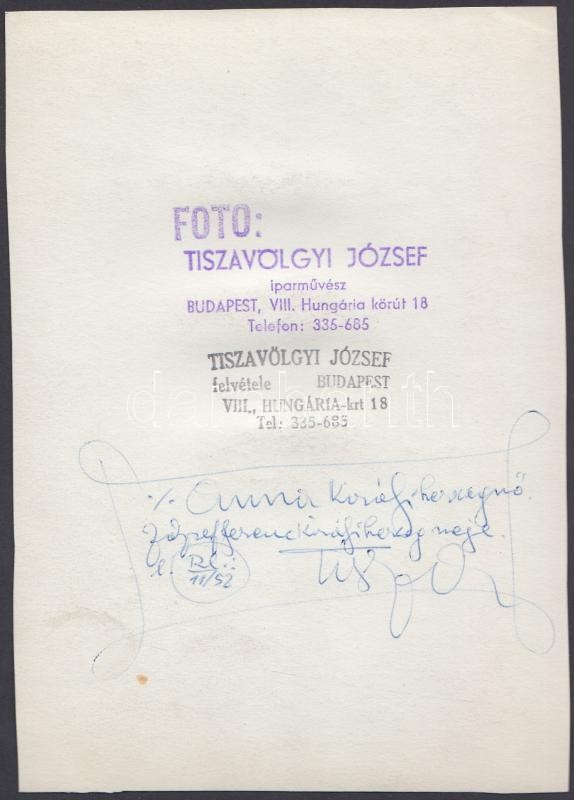 FOTO:
TISZAVÖLGYI JÓZSEF
iparművész
BUDAPEST, VIII. Hungária körút 18
Telefon: 335-685
TISZAVÖLGYI JÓZSEF
felvétele BUDAPEST
VIII., HUNGÁRIA-krt 18
Tel: 335-685
darabanth
·/· Anna Királyi hercegnő.
József ferenc királyi herceg neje.
11/52